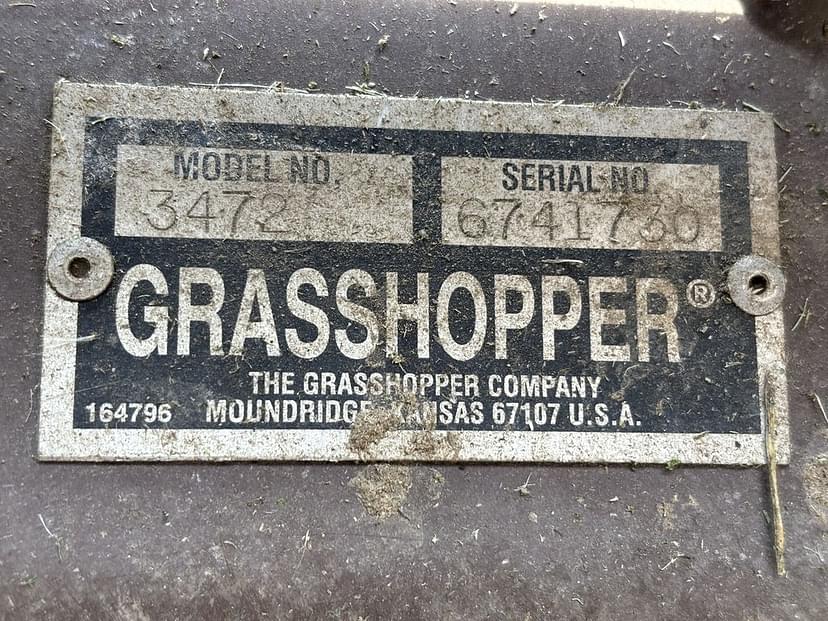 MODEL NO. SERIAL NO.
3472 6741730
GRASSHOPPER®
THE GRASSHOPPER COMPANY
164796 MOUNDRIDGE, KANSAS 67107 U.S.A.